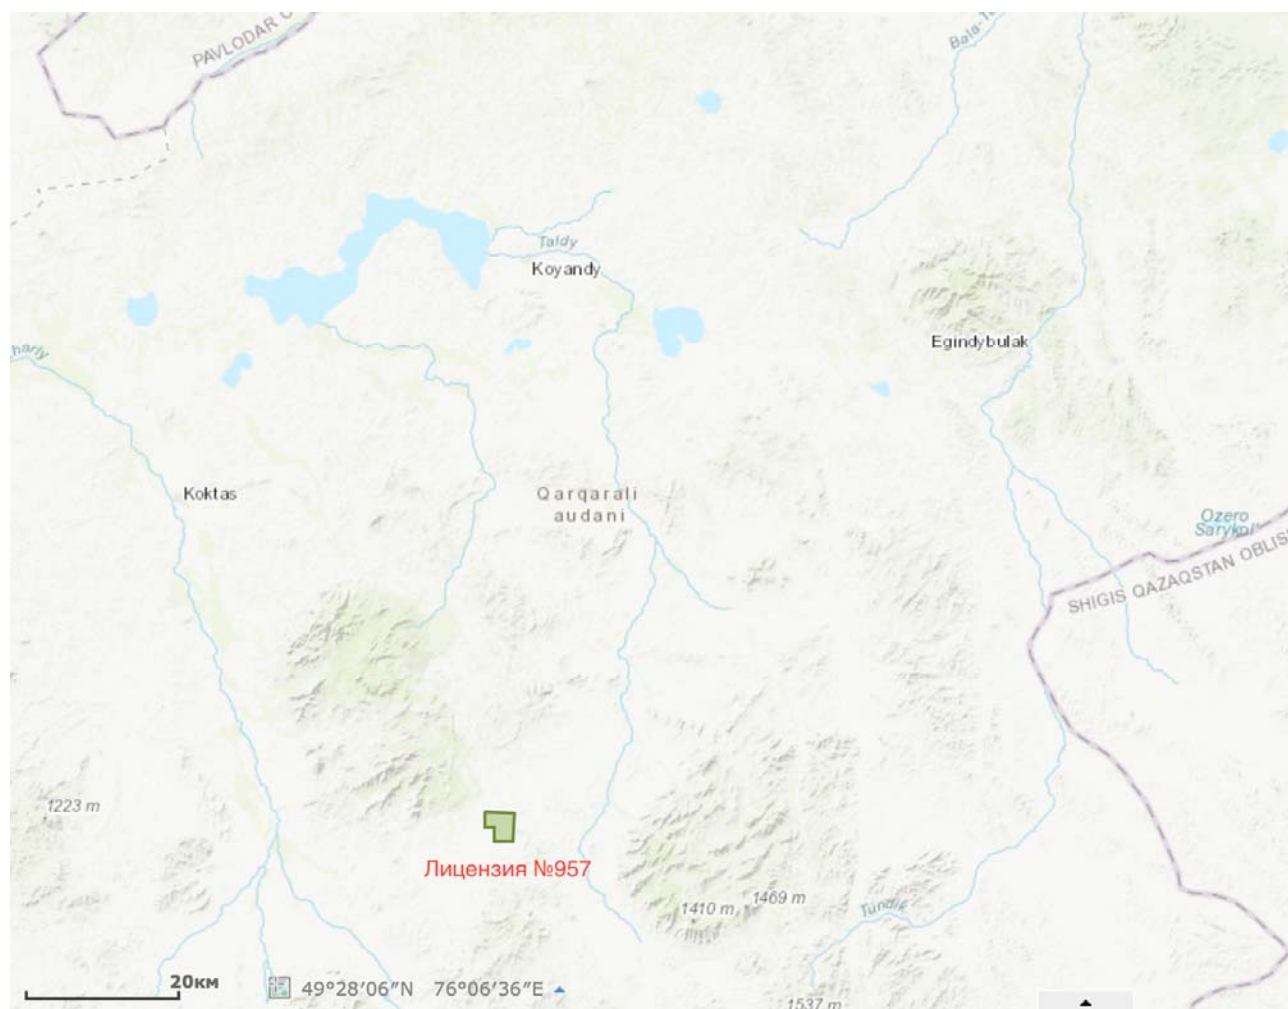 PAVLODAR O
Bala-T
Taldy
Koyandy
Egindybulak
harly
Koktas
Qarqarali
audani
Ozero
Sarykol'
SHIGIS QAZAQSTAN OBLIS
1223 m
Лицензия №957
1469 m
1410 m
Tundik
20км
49°28′06″N 76°06′36″E
1537 m